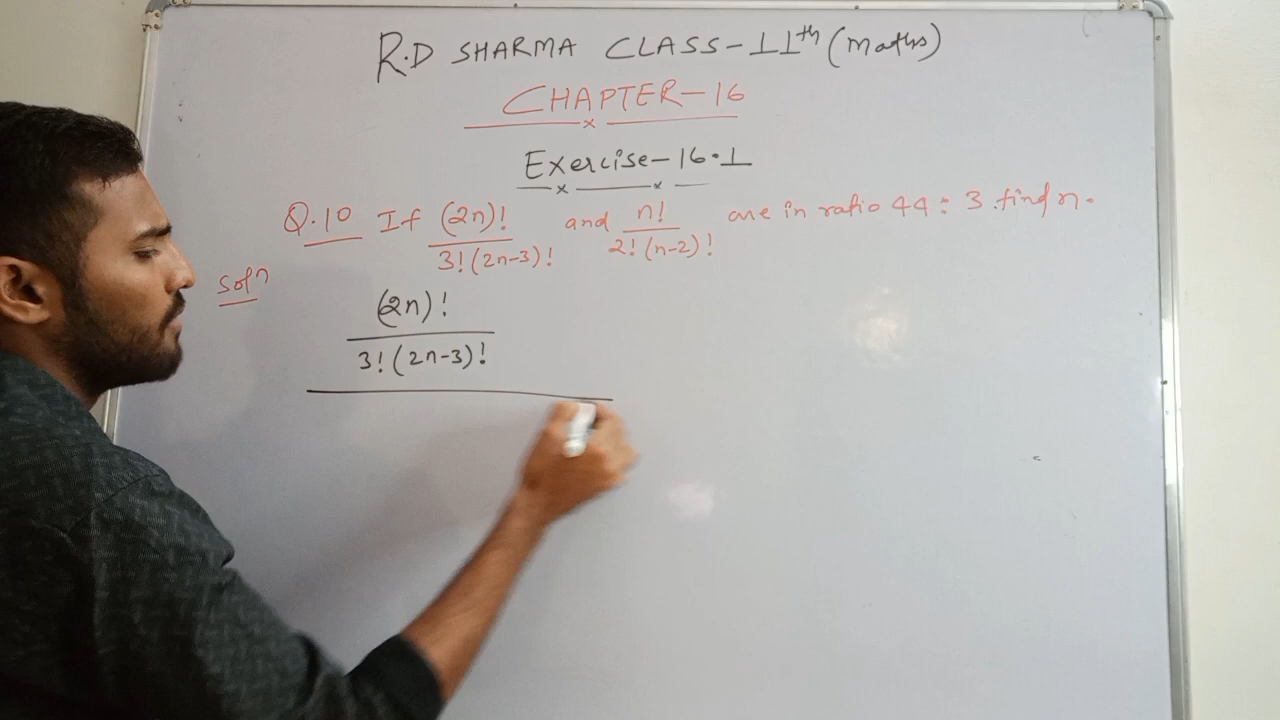 R.D SHARMA CLASS-11th (Maths)
CHAPTER-16
Exercise-16.1
Q.10 If (2n)! / 3!(2n-3)! and n! / 2!(n-2)! are in ratio 44 : 3 . find n.
Solⁿ
(2n)!
3!(2n-3)!